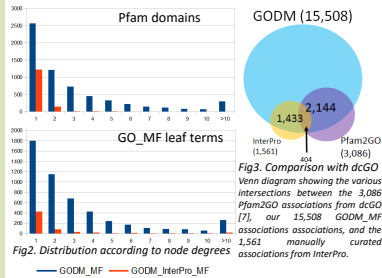 Pfam domains
3000
2500
2000
1500
1000
500
0
1 2 3 4 5 6 7 8 9 10 >10
GO_MF leaf terms
2000
1800
1600
1400
1200
1000
800
600
400
200
0
1 2 3 4 5 6 7 8 9 10 >10
Fig2. Distribution according to node degrees
GODM_MF GODM_InterPro_MF
GODM (15,508)
2,144
1,433
InterPro
(1,561)
404
Pfam2GO
(3,086)
Fig3. Comparison with dcGO
Venn diagram showing the various
intersections between the 3,086
Pfam2GO associations from dcGO
[7], our 15,508 GODM_MF
associations associations, and the
1,561 manually curated
associations from InterPro.